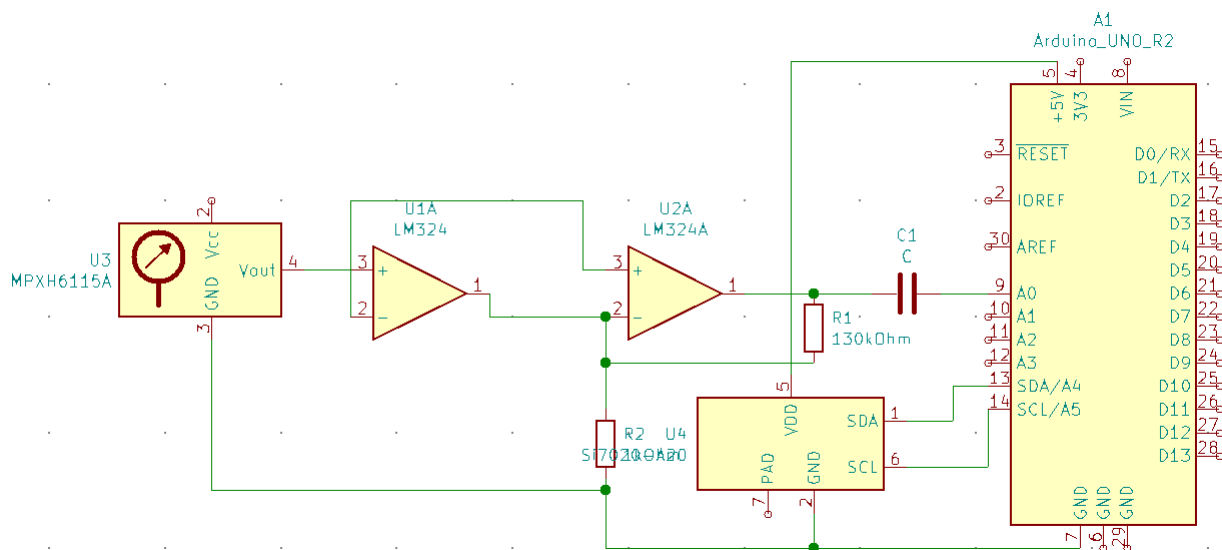 A1
Arduino_UNO_R2
5
4
8
+5V
3V3
VIN
3
RESET
D0/RX
15
D1/TX
16
2
IOREF
D2
17
D3
18
30
AREF
D4
19
D5
20
9
A0
D6
21
10
A1
D7
22
11
A2
D8
23
12
A3
D9
24
13
SDA/A4
D10
25
14
SCL/A5
D11
26
D12
27
D13
28
GND
GND
GND
7
6
29
U3
MPXH6115A
2
Vcc
Vout
4
GND
3
U1A
LM324
3
+
2
-
1
U2A
LM324A
3
+
2
-
1
C1
C
R1
130kOhm
R2
U4
5
VDD
SDA
1
SCL
6
PAD
GND
7
2